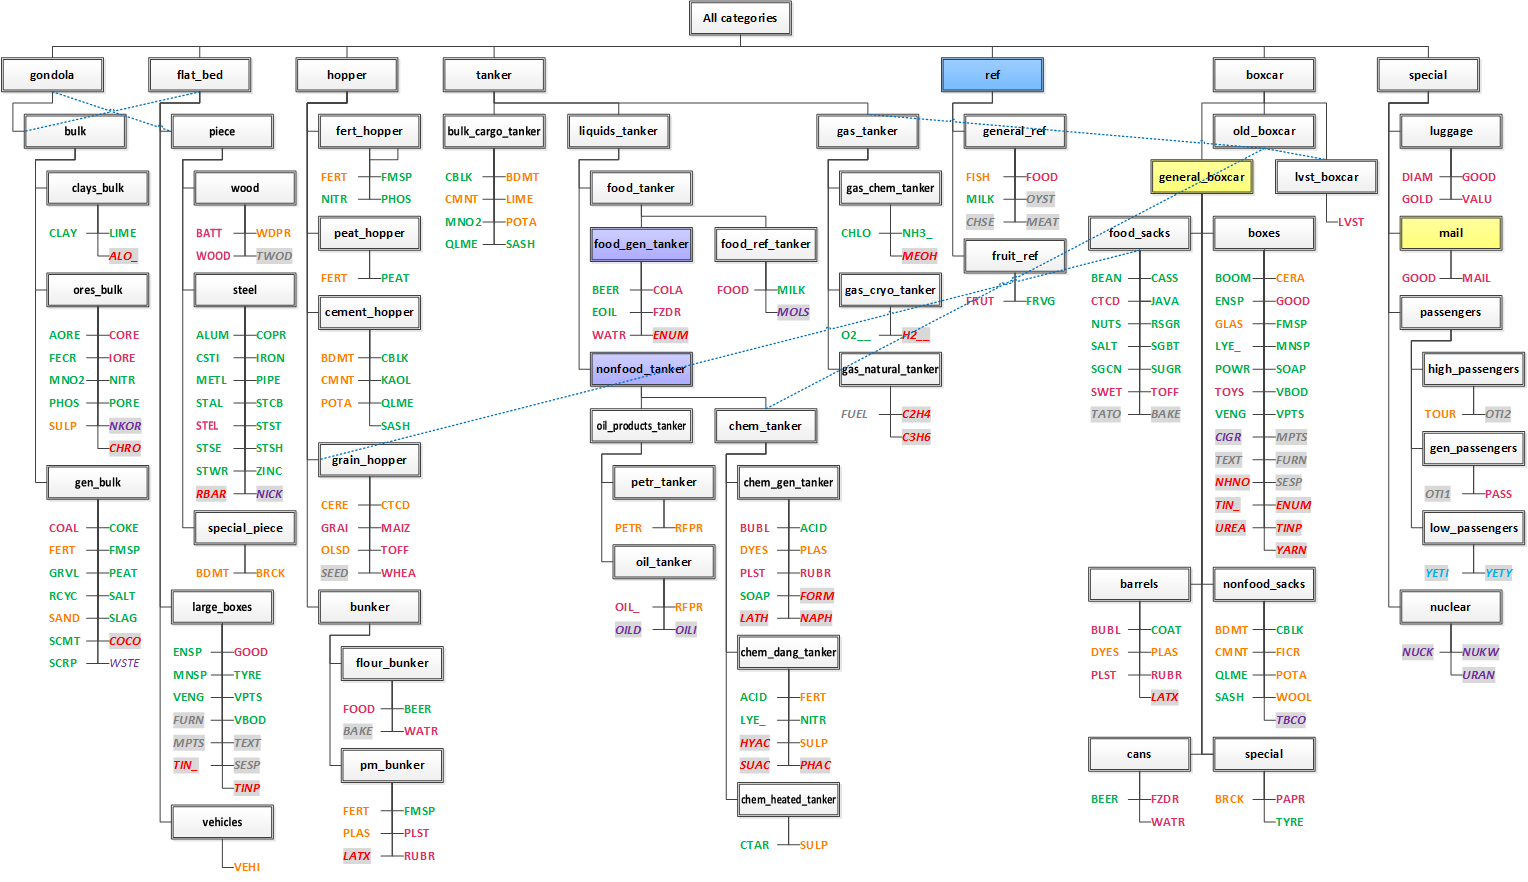 All categories
gondola
flat_bed
hopper
tanker
ref
boxcar
special
bulk
clays_bulk
CLAY LIME
ALO_
ores_bulk
AORE CORE
FECR IORE
MNO2 NITR
PHOS PORE
SULP NKOR
CHRO
gen_bulk
COAL COKE
FERT FMSP
GRVL PEAT
RCYC SALT
SAND SLAG
SCMT COCO
SCRP WSTE
piece
wood
BATT WDPR
WOOD TWOD
steel
ALUM COPR
CSTI IRON
METL PIPE
STAL STCB
STEL STST
STSE STSH
STWR ZINC
RBAR NICK
special_piece
BDMT BRCK
large_boxes
ENSP GOOD
MNSP TYRE
VENG VPTS
FURN VBOD
MPTS TEXT
TIN_ SESP
TINP
vehicles
VEHI
fert_hopper
FERT FMSP
NITR PHOS
peat_hopper
FERT PEAT
cement_hopper
BDMT CBLK
CMNT KAOL
POTA QLME
SASH
grain_hopper
CERE CTCD
GRAI MAIZ
OLSD TOFF
SEED WHEA
bunker
flour_bunker
FOOD BEER
BAKE WATR
pm_bunker
FERT FMSP
PLAS PLST
LATX RUBR
bulk_cargo_tanker
CBLK BDMT
CMNT LIME
MNO2 POTA
QLME SASH
liquids_tanker
food_tanker
food_gen_tanker
BEER COLA
EOIL FZDR
WATR ENUM
food_ref_tanker
FOOD MILK
MOLS
nonfood_tanker
oil_products_tanker
petr_tanker
PETR RFPR
oil_tanker
OIL_ RFPR
OILD OILI
chem_tanker
chem_gen_tanker
BUBL ACID
DYES PLAS
PLST RUBR
SOAP FORM
LATH NAPH
chem_dang_tanker
ACID FERT
LYE_ NITR
HYAC SULP
SUAC PHAC
chem_heated_tanker
CTAR SULP
gas_tanker
gas_chem_tanker
CHLO NH3_
MEOH
gas_cryo_tanker
O2__ H2__
gas_natural_tanker
FUEL C2H4
C3H6
general_ref
FISH FOOD
MILK OYST
CHSE MEAT
fruit_ref
FRUT FRVG
old_boxcar
general_boxcar
lvst_boxcar
LVST
food_sacks
BEAN CASS
CTCD JAVA
NUTS RSGR
SALT SGBT
SGCN SUGR
SWET TOFF
TATO BAKE
boxes
BOOM CERA
ENSP GOOD
GLAS FMSP
LYE_ MNSP
POWR SOAP
TOYS VBOD
VENG VPTS
CIGR MPTS
TEXT FURN
NHNO SESP
TIN_ ENUM
UREA TINP
YARN
barrels
BUBL COAT
DYES PLAS
PLST RUBR
LATX
nonfood_sacks
BDMT CBLK
CMNT FICR
QLME POTA
SASH WOOL
TBCO
cans
BEER FZDR
WATR
special
BRCK PAPR
TYRE
luggage
DIAM GOOD
GOLD VALU
mail
GOOD MAIL
passengers
high_passengers
TOUR OTI2
gen_passengers
OTI1 PASS
low_passengers
YETI YETY
nuclear
NUCK NUKW
URAN